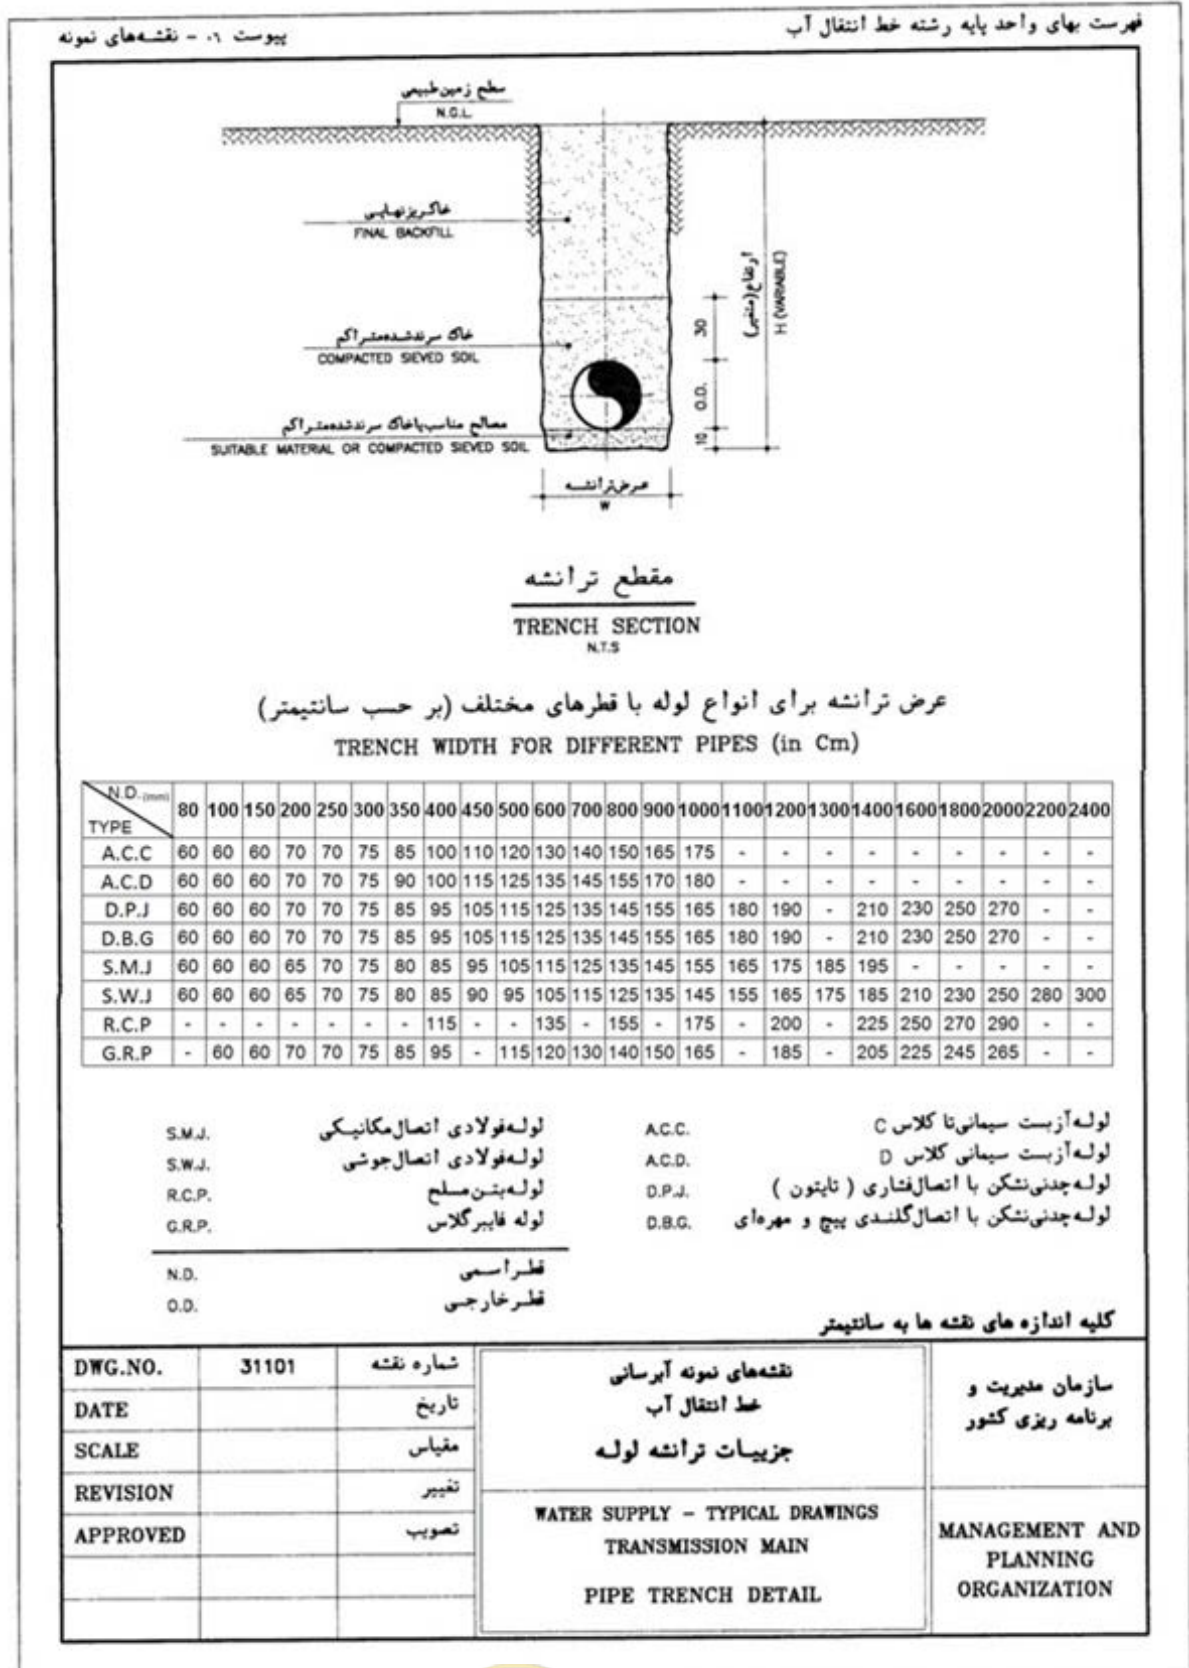 فهرست بهای واحد پایه رشته خط انتقال آب
پیوست ۰۶ - نقشه‌های نمونه
سطح زمین طبیعی
N.G.L.
خاکریز نهایی
FINAL BACKFILL
خاک سرند شده متراکم
COMPACTED SIEVED SOIL
مصالح مناسب یا خاک سرند شده متراکم
SUITABLE MATERIAL OR COMPACTED SIEVED SOIL
30
O.D.
10
ارتفاع (متغیر)
H (VARIABLE)
عرض ترانشه
W
مقطع ترانشه
TRENCH SECTION
N.T.S
عرض ترانشه برای انواع لوله با قطرهای مختلف (بر حسب سانتیمتر)
TRENCH WIDTH FOR DIFFERENT PIPES (in Cm)
N.D. (mm) TYPE 80 100 150 200 250 300 350 400 450 500 600 700 800 900 1000 1100 1200 1300 1400 1600 1800 2000 2200 2400
A.C.C 60 60 60 70 70 75 85 100 110 120 130 140 150 165 175 - - - - - - - - -
A.C.D 60 60 60 70 70 75 90 100 115 125 135 145 155 170 180 - - - - - - - - -
D.P.J 60 60 60 70 70 75 85 95 105 115 125 135 145 155 165 180 190 - 210 230 250 270 - -
D.B.G 60 60 60 70 70 75 85 95 105 115 125 135 145 155 165 180 190 - 210 230 250 270 - -
S.M.J 60 60 60 65 70 75 80 85 95 105 115 125 135 145 155 165 175 185 195 - - - - -
S.W.J 60 60 60 65 70 75 80 85 90 95 105 115 125 135 145 155 165 175 185 210 230 250 280 300
R.C.P - - - - - - - 115 - - 135 - 155 - 175 - 200 - 225 250 270 290 - -
G.R.P - 60 60 70 70 75 85 95 - 115 120 130 140 150 165 - 185 - 205 225 245 265 - -
لوله آزبست سیمانی تا کلاس C A.C.C.
لوله آزبست سیمانی کلاس D A.C.D.
لوله چدنی نشکن با اتصال فشاری ( تایتون ) D.P.J.
لوله چدنی نشکن با اتصال گلندی پیچ و مهره‌ای D.B.G.
لوله فولادی اتصال مکانیکی S.M.J.
لوله فولادی اتصال جوشی S.W.J.
لوله بتن مسلح R.C.P.
لوله فایبرگلاس G.R.P.
قطر اسمی N.D.
قطر خارجی O.D.
کلیه اندازه های نقشه ها به سانتیمتر
سازمان مدیریت و
برنامه ریزی کشور
MANAGEMENT AND
PLANNING
ORGANIZATION
نقشه‌های نمونه آبرسانی
خط انتقال آب
جزییات ترانشه لوله
WATER SUPPLY - TYPICAL DRAWINGS
TRANSMISSION MAIN
PIPE TRENCH DETAIL
DWG.NO. 31101 شماره نقشه
DATE تاریخ
SCALE مقیاس
REVISION تغییر
APPROVED تصویب